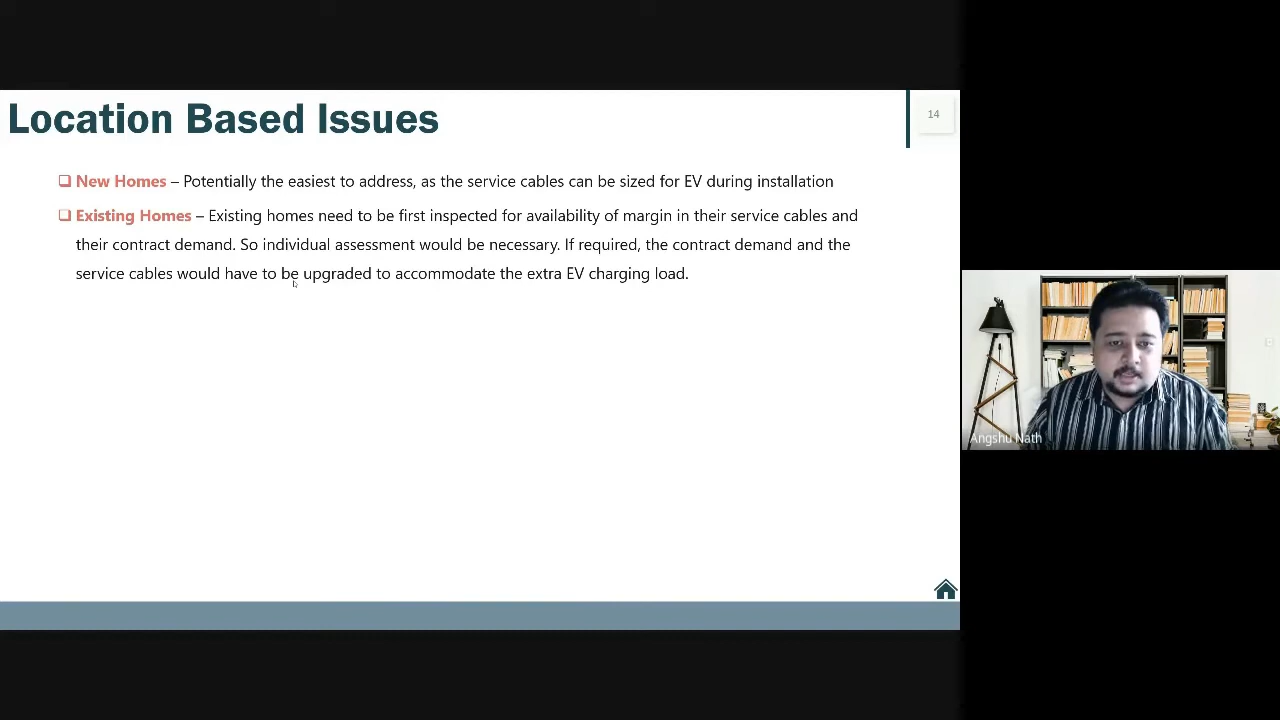 Location Based Issues
14
❑ New Homes – Potentially the easiest to address, as the service cables can be sized for EV during installation
❑ Existing Homes – Existing homes need to be first inspected for availability of margin in their service cables and
their contract demand. So individual assessment would be necessary. If required, the contract demand and the
service cables would have to be upgraded to accommodate the extra EV charging load.
Angshu Nath